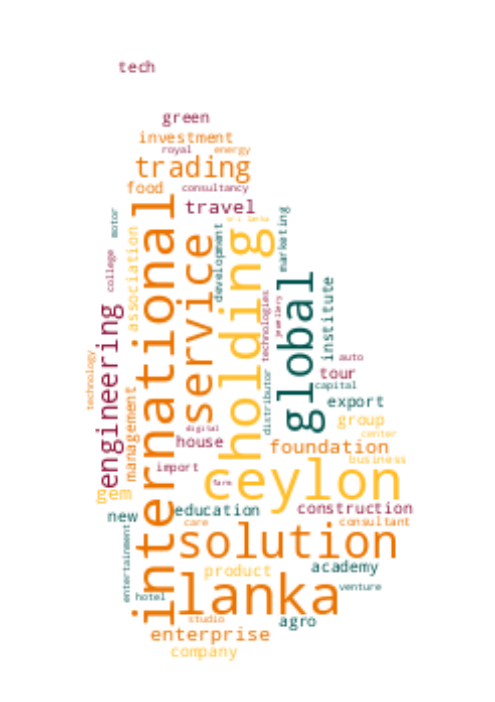 tech
green
investment
royal
energy
trading
food
consultancy
travel
international
service
holding
global
sri lanka
marketing
motor
development
association
college
institute
technologies
jewellery
engineering
technology
auto
tour
capital
distributor
export
management
group
digital
center
house
foundation
import
business
ceylon
farm
gem
education
construction
new
care
consultant
solution
entertainment
academy
product
venture
lanka
hotel
studio
agro
enterprise
company